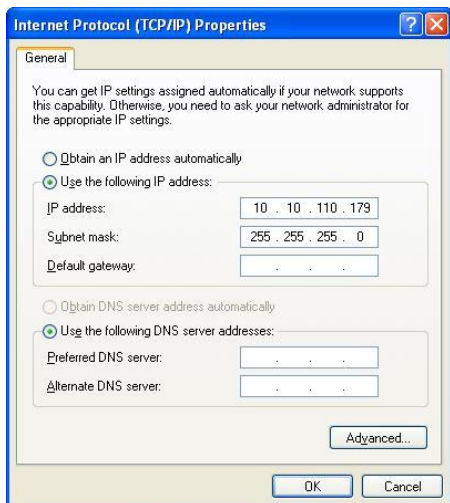 Internet Protocol (TCP/IP) Properties
General
You can get IP settings assigned automatically if your network supports
this capability. Otherwise, you need to ask your network administrator for
the appropriate IP settings.
Obtain an IP address automatically
Use the following IP address:
IP address: 10 . 10 . 110 . 179
Subnet mask: 255 . 255 . 255 . 0
Default gateway: . . .
Obtain DNS server address automatically
Use the following DNS server addresses:
Preferred DNS server: . . .
Alternate DNS server: . . .
Advanced...
OK Cancel